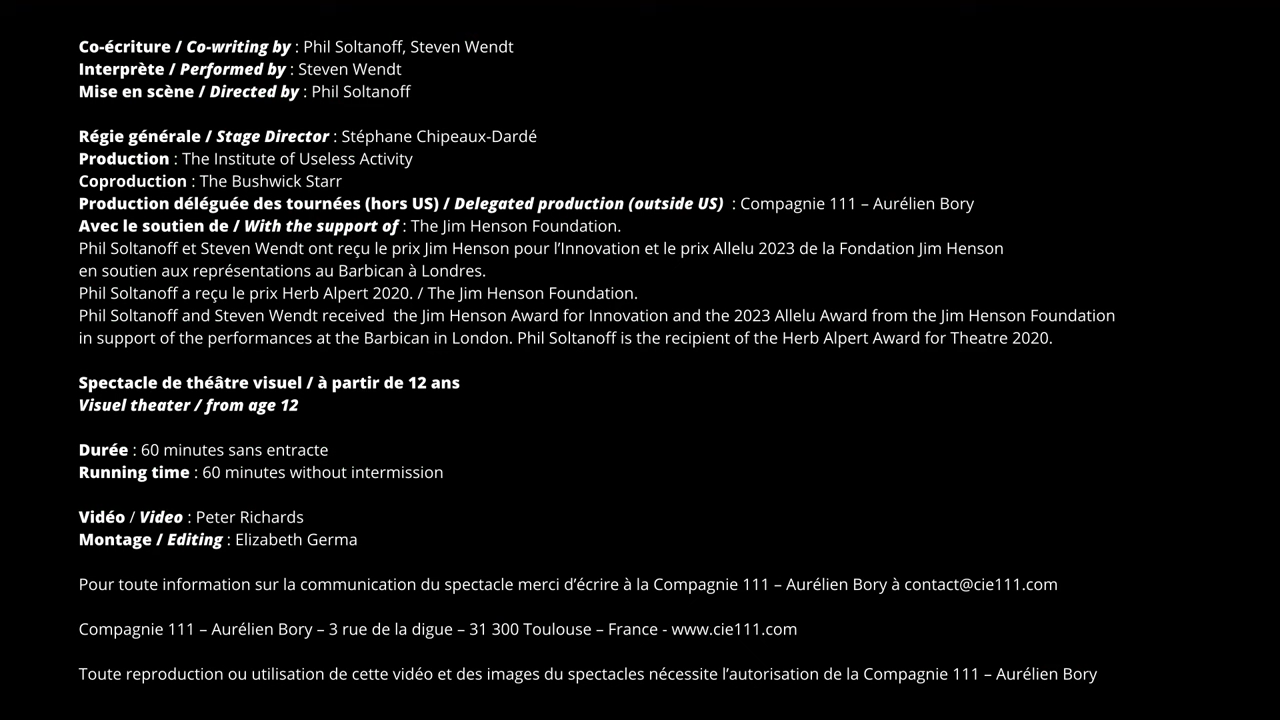 Co-écriture / Co-writing by : Phil Soltanoff, Steven Wendt
Interprète / Performed by : Steven Wendt
Mise en scène / Directed by : Phil Soltanoff
Régie générale / Stage Director : Stéphane Chipeaux-Dardé
Production : The Institute of Useless Activity
Coproduction : The Bushwick Starr
Production déléguée des tournées (hors US) / Delegated production (outside US)  : Compagnie 111 – Aurélien Bory
Avec le soutien de / With the support of : The Jim Henson Foundation.
Phil Soltanoff et Steven Wendt ont reçu le prix Jim Henson pour l’Innovation et le prix Allelu 2023 de la Fondation Jim Henson
en soutien aux représentations au Barbican à Londres.
Phil Soltanoff a reçu le prix Herb Alpert 2020. / The Jim Henson Foundation.
Phil Soltanoff and Steven Wendt received  the Jim Henson Award for Innovation and the 2023 Allelu Award from the Jim Henson Foundation
in support of the performances at the Barbican in London. Phil Soltanoff is the recipient of the Herb Alpert Award for Theatre 2020.
Spectacle de théâtre visuel / à partir de 12 ans
Visuel theater / from age 12
Durée : 60 minutes sans entracte
Running time : 60 minutes without intermission
Vidéo / Video : Peter Richards
Montage / Editing : Elizabeth Germa
Pour toute information sur la communication du spectacle merci d’écrire à la Compagnie 111 – Aurélien Bory à contact@cie111.com
Compagnie 111 – Aurélien Bory – 3 rue de la digue – 31 300 Toulouse – France - www.cie111.com
Toute reproduction ou utilisation de cette vidéo et des images du spectacles nécessite l’autorisation de la Compagnie 111 – Aurélien Bory